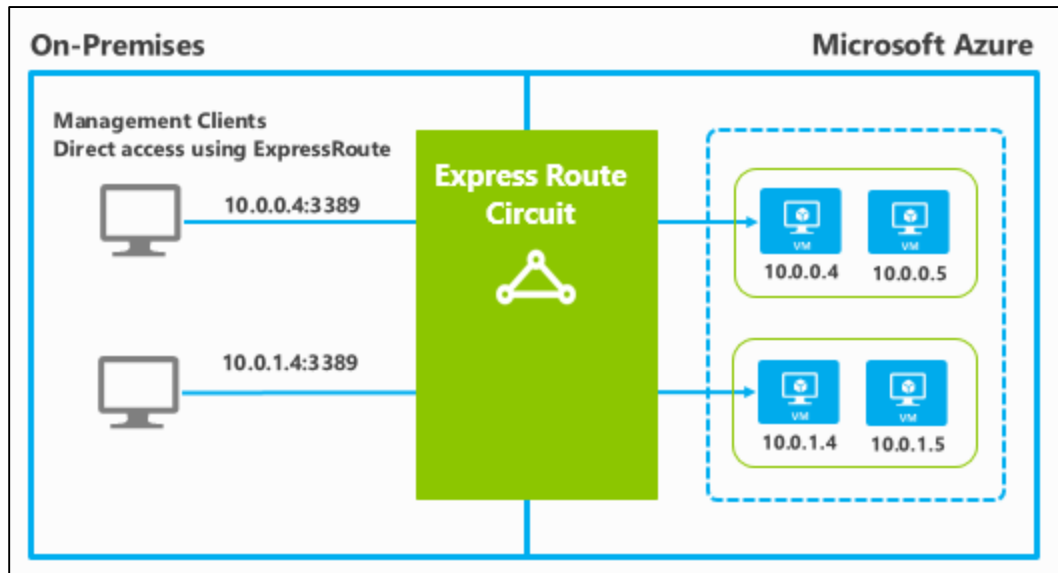 On-Premises
Microsoft Azure
Management Clients
Direct access using ExpressRoute
10.0.0.4:3389
10.0.1.4:3389
Express Route
Circuit
VM
VM
10.0.0.4
10.0.0.5
VM
VM
10.0.1.4
10.0.1.5